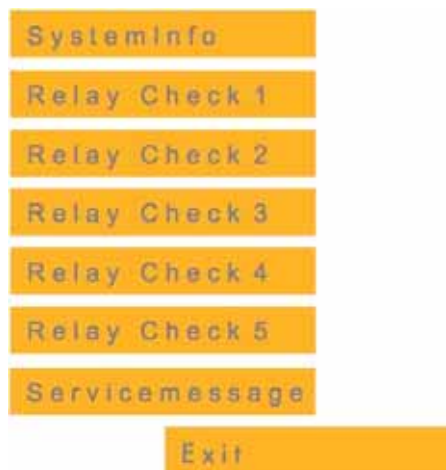 SystemInfo
Relay Check 1
Relay Check 2
Relay Check 3
Relay Check 4
Relay Check 5
Servicemessage
Exit